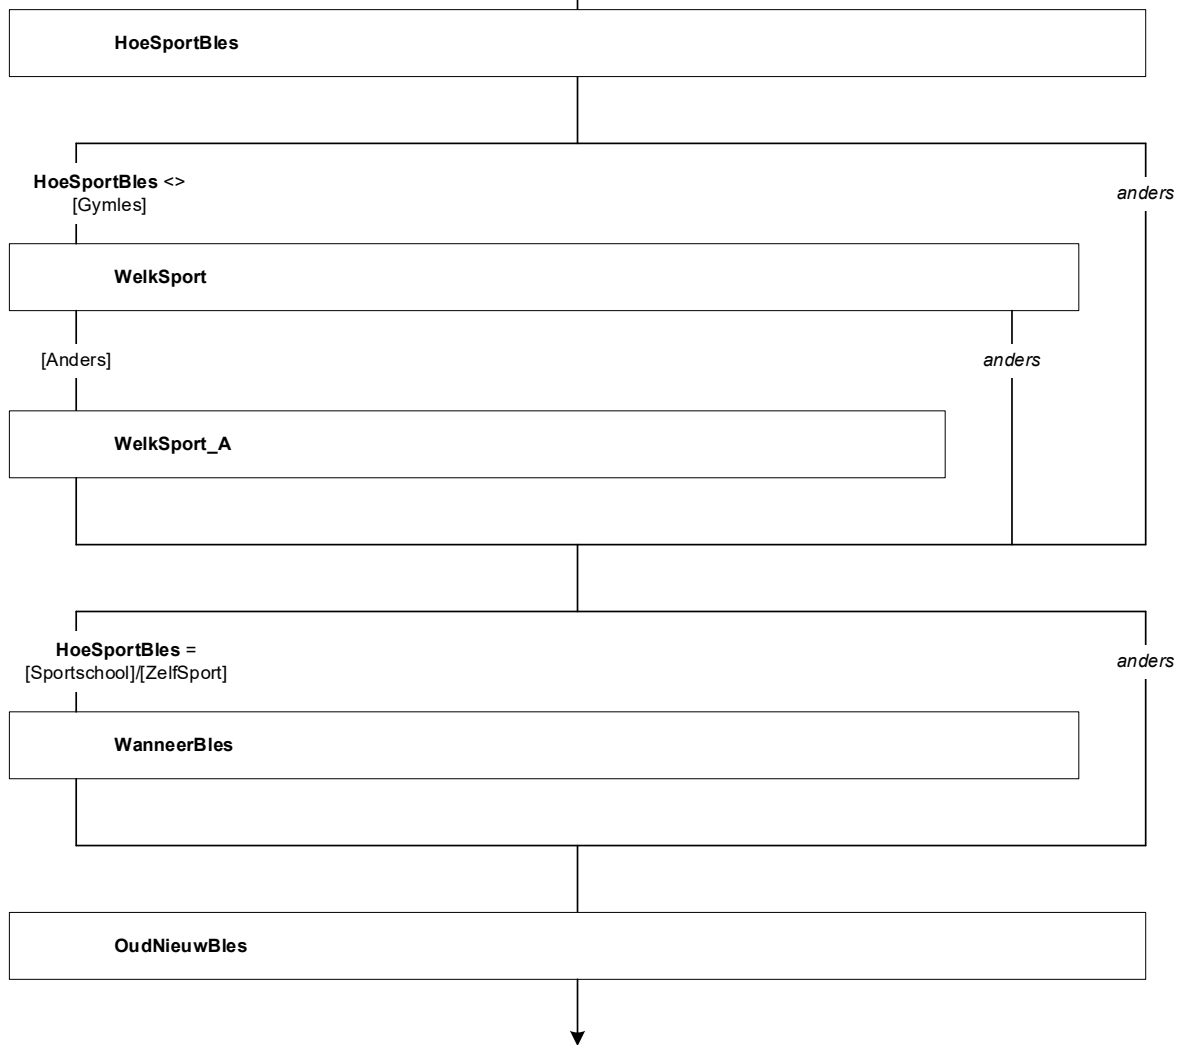 HoeSportBles
HoeSportBles <>
[Gymles]
anders
WelkSport
[Anders]
anders
WelkSport_A
HoeSportBles =
[Sportschool]/[ZelfSport]
anders
WanneerBles
OudNieuwBles